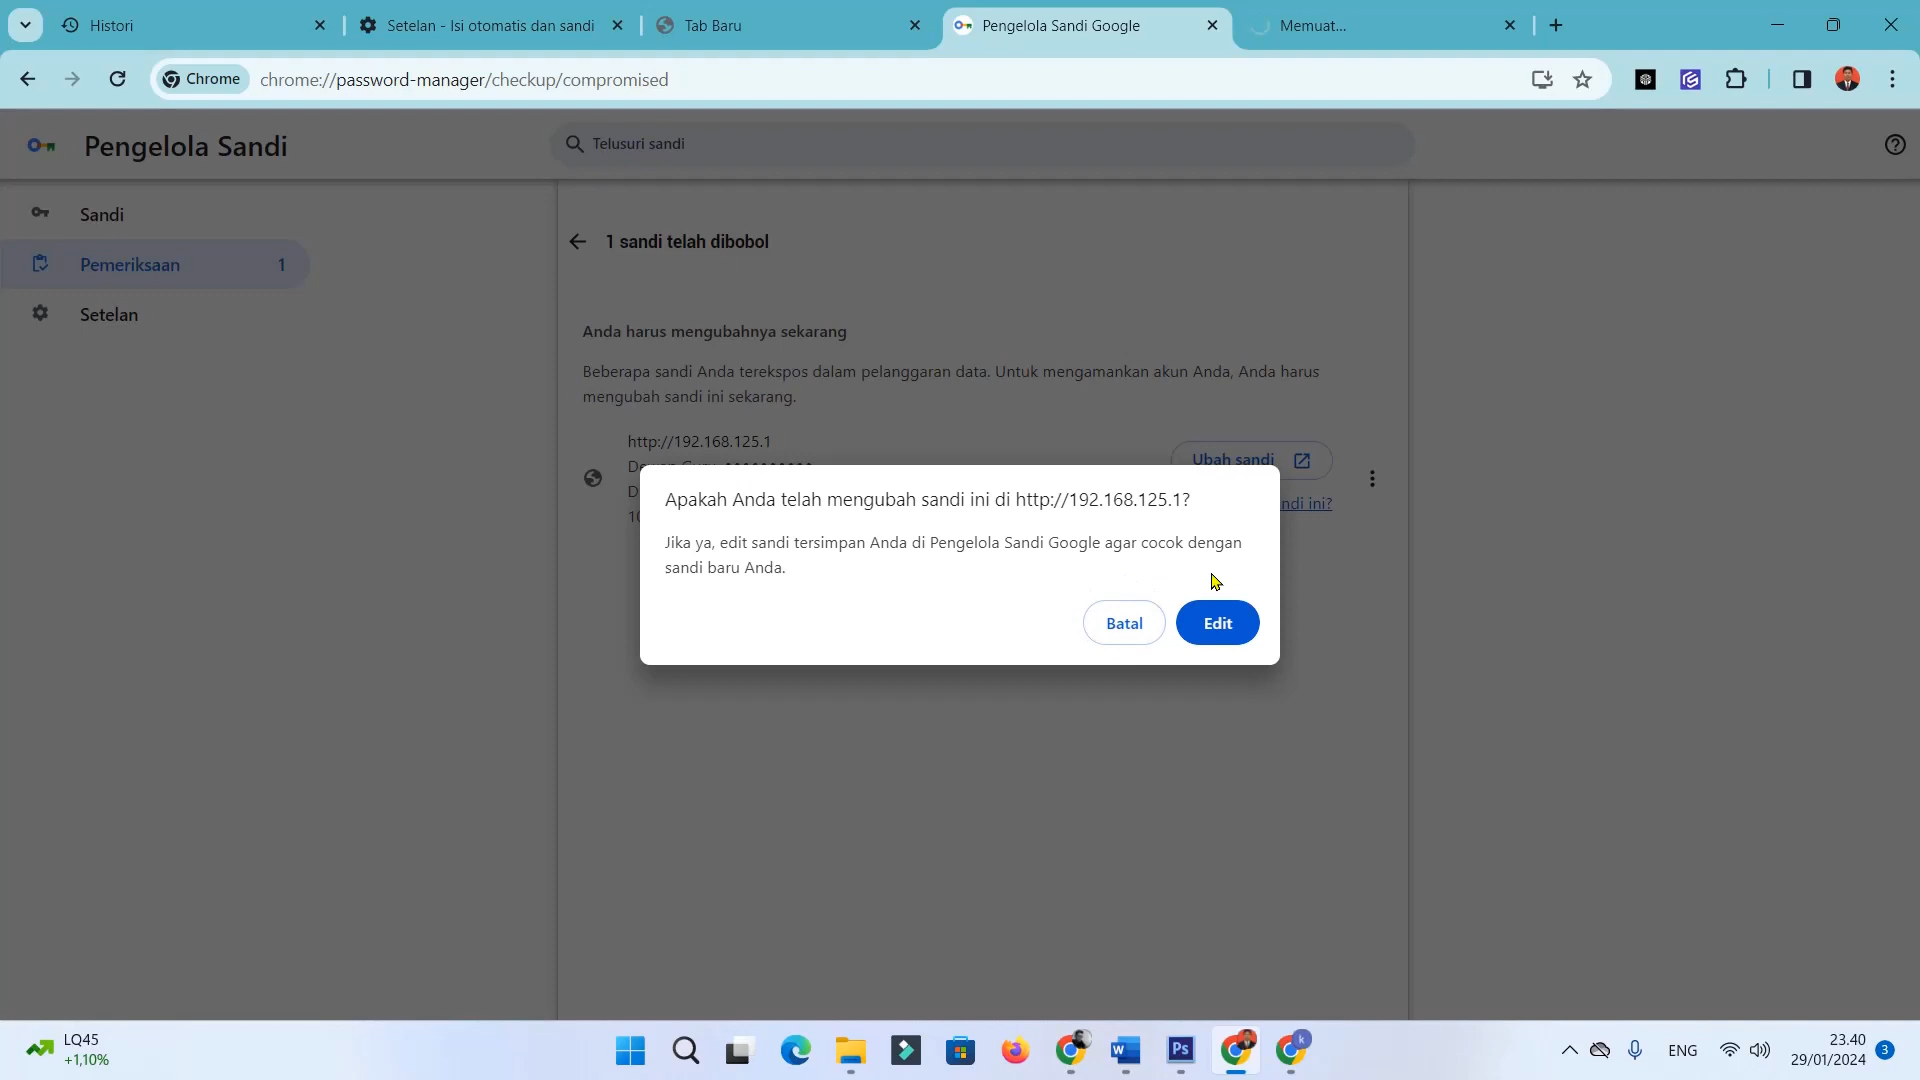 Histori
Setelan - Isi otomatis dan sandi
Tab Baru
Pengelola Sandi Google
Memuat...
Chrome
chrome://password-manager/checkup/compromised
Pengelola Sandi
Telusuri sandi
Sandi
Pemeriksaan 1
Setelan
1 sandi telah dibobol
Anda harus mengubahnya sekarang
Beberapa sandi Anda terekspos dalam pelanggaran data. Untuk mengamankan akun Anda, Anda harus
mengubah sandi ini sekarang.
http://192.168.125.1
Ubah sandi
ndi ini?
Apakah Anda telah mengubah sandi ini di http://192.168.125.1?
Jika ya, edit sandi tersimpan Anda di Pengelola Sandi Google agar cocok dengan
sandi baru Anda.
Batal
Edit
LQ45
+1,10%
W
Ps
k
ENG
23.40
29/01/2024
3